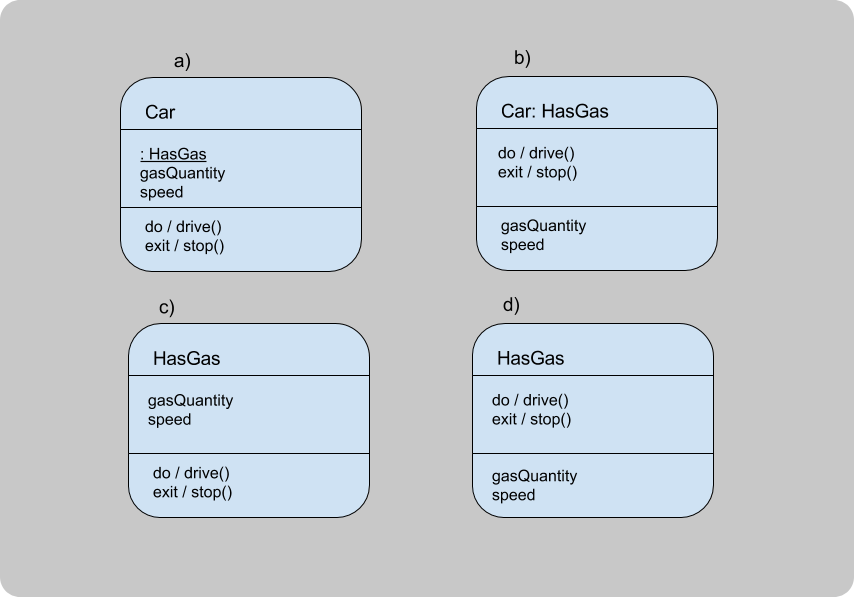 a)
Car
: HasGas
gasQuantity
speed
do / drive()
exit / stop()
b)
Car: HasGas
do / drive()
exit / stop()
gasQuantity
speed
c)
HasGas
gasQuantity
speed
do / drive()
exit / stop()
d)
HasGas
do / drive()
exit / stop()
gasQuantity
speed